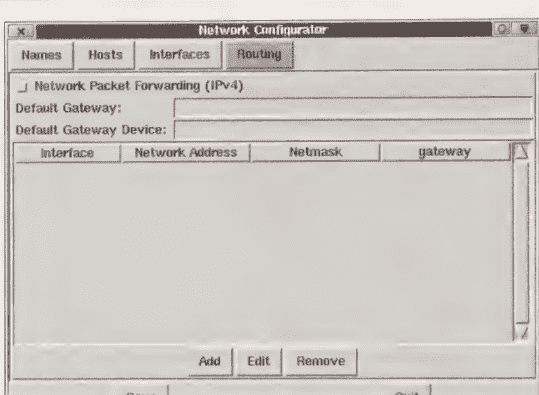 Network Configurator
Names Hosts Interfaces Routing
Network Packet Forwarding (IPv4)
Default Gateway:
Default Gateway Device:
Interface Network Address Netmask gateway
Add Edit Remove